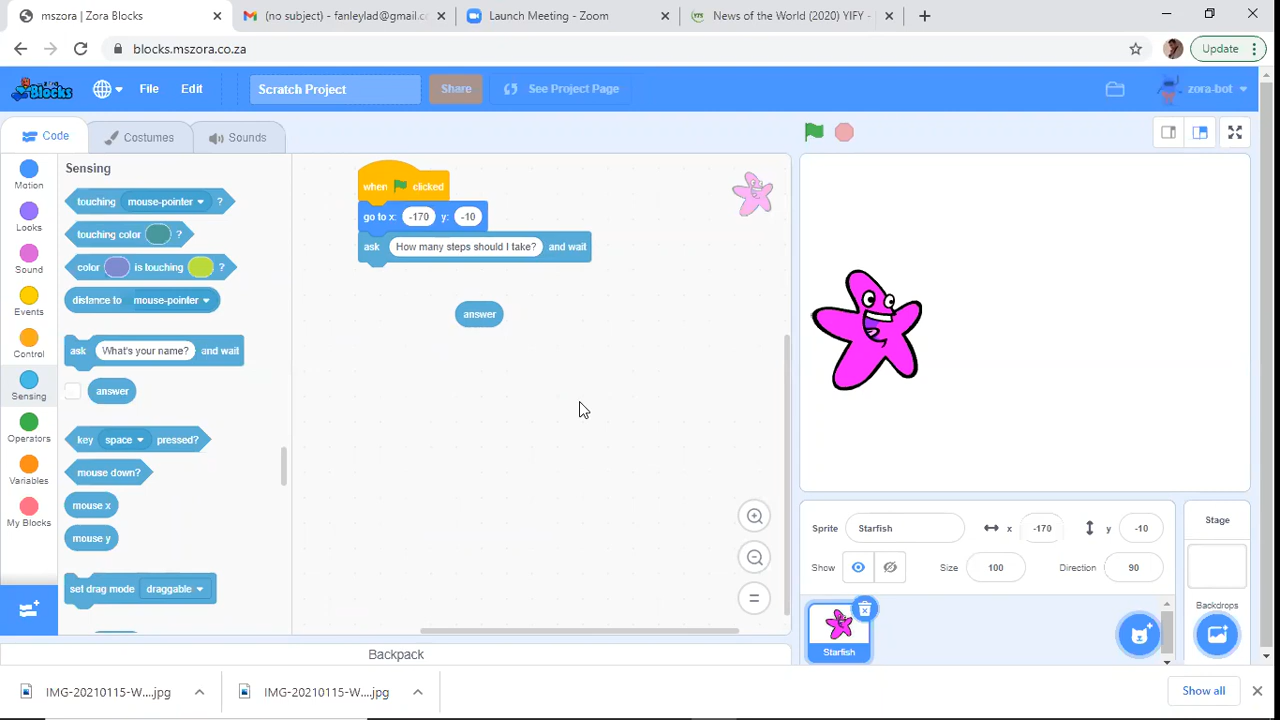 mszora | Zora Blocks
(no subject) - fanleylad@gmail.c
Launch Meeting - Zoom
News of the World (2020) YIFY -
blocks.mszora.co.za
Update
Blocks
File
Edit
Scratch Project
Share
See Project Page
zora-bot
Code
Costumes
Sounds
Motion
Looks
Sound
Events
Control
Sensing
Operators
Variables
My Blocks
Sensing
touching mouse-pointer ?
touching color ?
color is touching ?
distance to mouse-pointer
ask What's your name? and wait
answer
key space pressed?
mouse down?
mouse x
mouse y
set drag mode draggable
when clicked
go to x: -170 y: -10
ask How many steps should I take? and wait
answer
Backpack
Sprite Starfish x -170 y -10
Show Size 100 Direction 90
Starfish
Stage
Backdrops
IMG-20210115-W....jpg
IMG-20210115-W....jpg
Show all